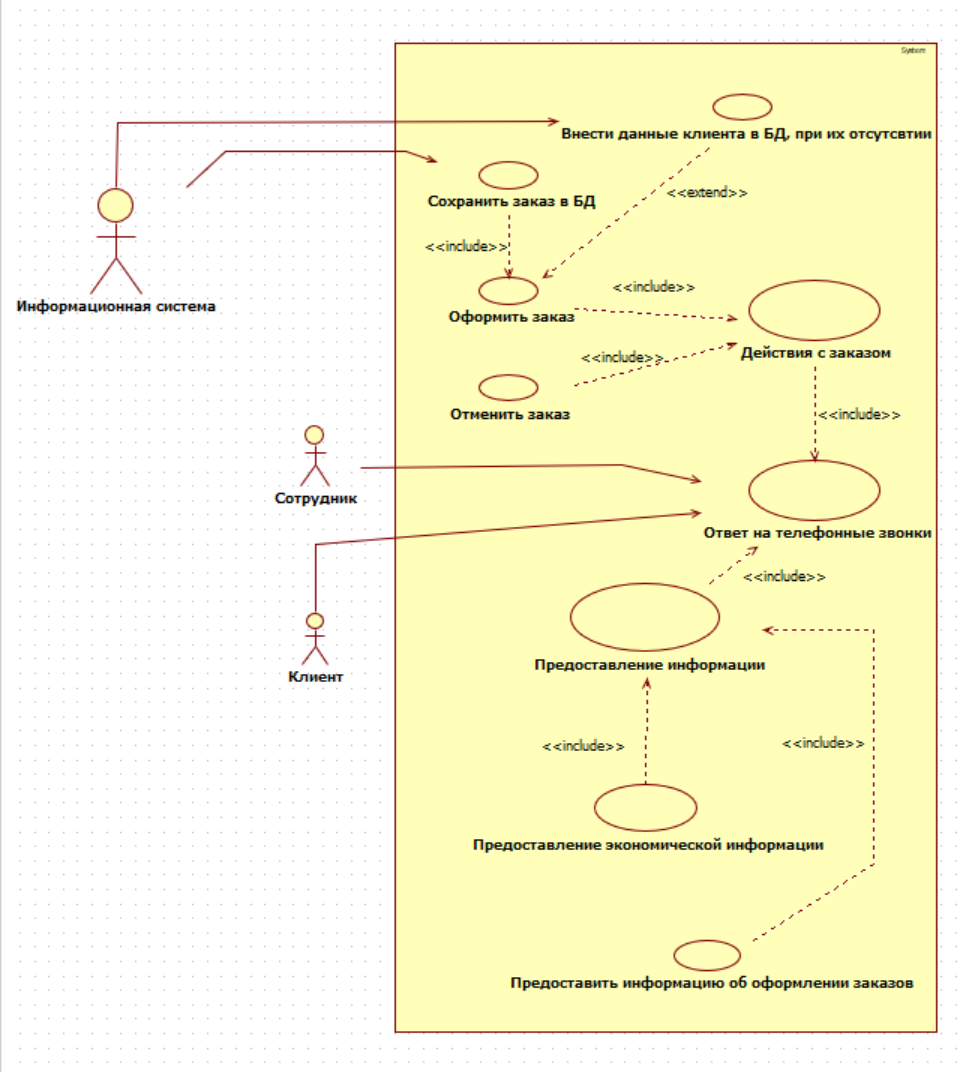 System
Внести данные клиента в БД, при их отсутсвтии
<<extend>>
Сохранить заказ в БД
<<include>>
Информационная система
<<include>>
Оформить заказ
Действия с заказом
<<include>>
Отменить заказ
<<include>>
Сотрудник
Ответ на телефонные звонки
<<include>>
Предоставление информации
Клиент
<<include>>
<<include>>
Предоставление экономической информации
Предоставить информацию об оформлении заказов